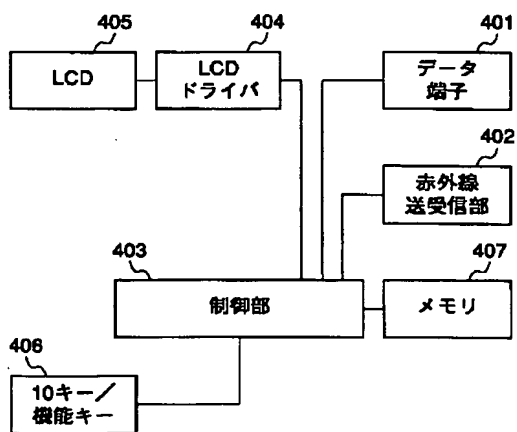 405
404
401
LCD
LCD
ドライバ
データ
端子
402
赤外線
送受信部
403
407
制御部
メモリ
406
10キー／
機能キー